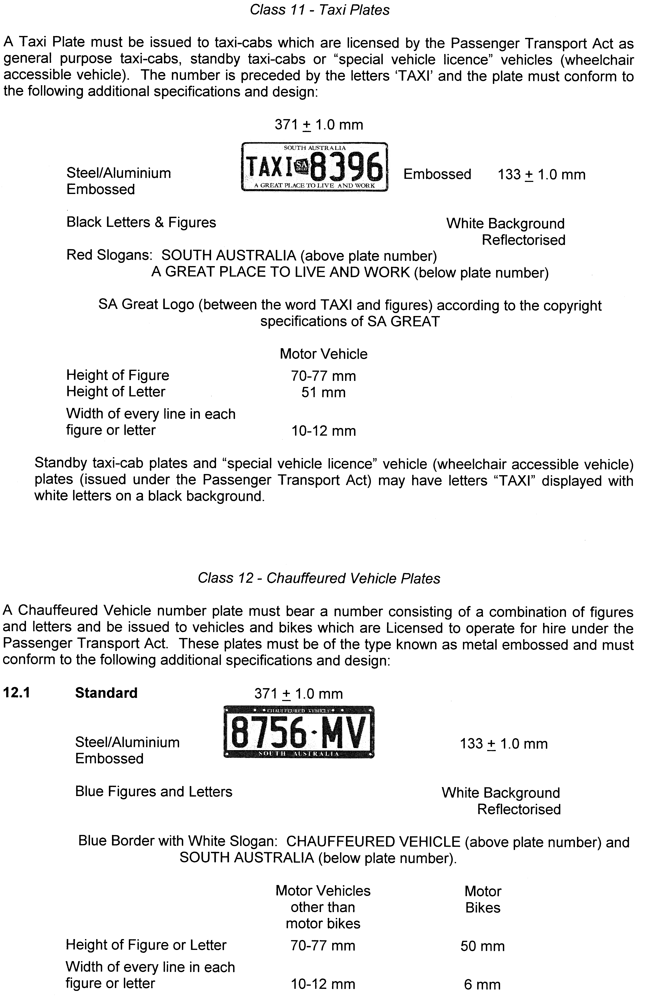 Class 11 - Taxi Plates
A Taxi Plate must be issued to taxi-cabs which are licensed by the Passenger Transport Act as
general purpose taxi-cabs, standby taxi-cabs or “special vehicle licence” vehicles (wheelchair
accessible vehicle). The number is preceded by the letters ‘TAXI’ and the plate must conform to
the following additional specifications and design:
371 ± 1.0 mm
SOUTH AUSTRALIA
TAXI SA GREAT 8396
A GREAT PLACE TO LIVE AND WORK
Steel/Aluminium
Embossed
Embossed 133 ± 1.0 mm
Black Letters & Figures
White Background
Reflectorised
Red Slogans: SOUTH AUSTRALIA (above plate number)
A GREAT PLACE TO LIVE AND WORK (below plate number)
SA Great Logo (between the word TAXI and figures) according to the copyright
specifications of SA GREAT
Motor Vehicle
Height of Figure 70-77 mm
Height of Letter 51 mm
Width of every line in each
figure or letter 10-12 mm
Standby taxi-cab plates and “special vehicle licence” vehicle (wheelchair accessible vehicle)
plates (issued under the Passenger Transport Act) may have letters “TAXI” displayed with
white letters on a black background.
Class 12 - Chauffeured Vehicle Plates
A Chauffeured Vehicle number plate must bear a number consisting of a combination of figures
and letters and be issued to vehicles and bikes which are Licensed to operate for hire under the
Passenger Transport Act. These plates must be of the type known as metal embossed and must
conform to the following additional specifications and design:
12.1 Standard 371 ± 1.0 mm
CHAUFFEURED VEHICLE
8756·MV
SOUTH AUSTRALIA
Steel/Aluminium
Embossed
133 ± 1.0 mm
Blue Figures and Letters
White Background
Reflectorised
Blue Border with White Slogan: CHAUFFEURED VEHICLE (above plate number) and
SOUTH AUSTRALIA (below plate number).
Motor Vehicles
other than
motor bikes
Motor
Bikes
Height of Figure or Letter 70-77 mm 50 mm
Width of every line in each
figure or letter 10-12 mm 6 mm